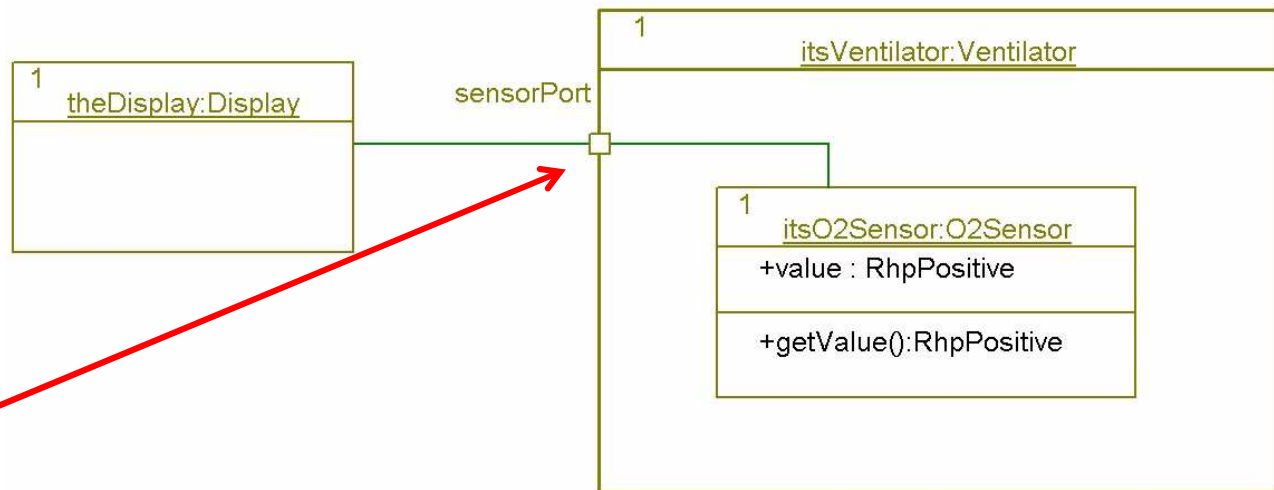 1
theDisplay:Display
sensorPort
1
itsVentilator:Ventilator
1
itsO2Sensor:O2Sensor
+value : RhpPositive
+getValue():RhpPositive